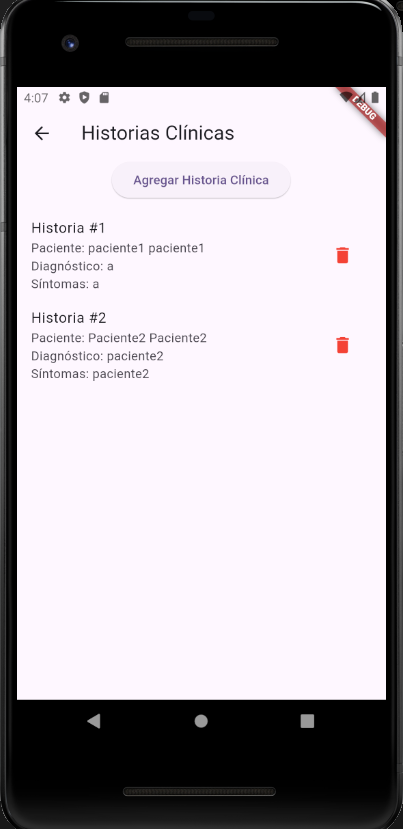 4:07
DEBUG
Historias Clínicas
Agregar Historia Clínica
Historia #1
Paciente: paciente1 paciente1
Diagnóstico: a
Síntomas: a
Historia #2
Paciente: Paciente2 Paciente2
Diagnóstico: paciente2
Síntomas: paciente2